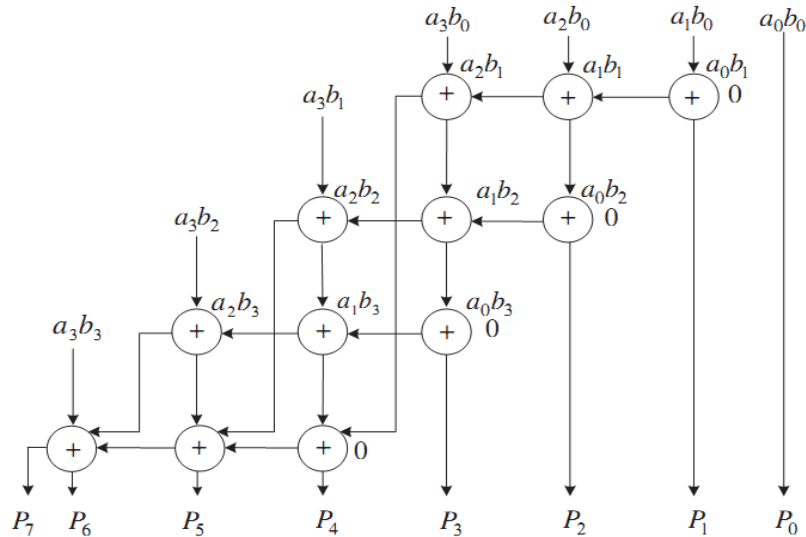 a₃b₀ a₂b₀ a₁b₀ a₀b₀
a₂b₁ a₁b₁ a₀b₁
+ + + 0
a₃b₁
a₂b₂ a₁b₂ a₀b₂
+ + + 0
a₃b₂
a₂b₃ a₁b₃ a₀b₃
+ + + 0
a₃b₃
+ + + 0
P₇ P₆ P₅ P₄ P₃ P₂ P₁ P₀